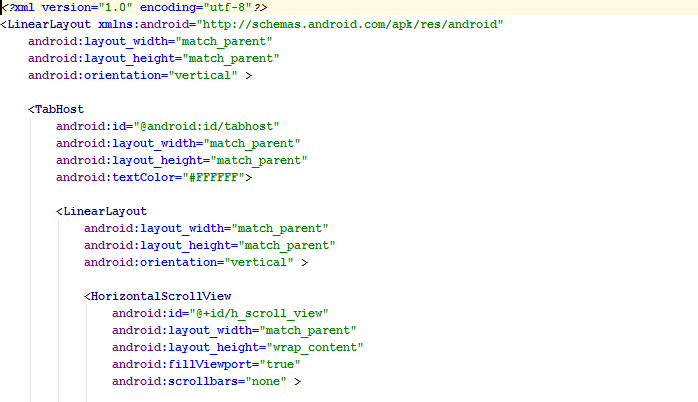 <?xml version="1.0" encoding="utf-8"?>
<LinearLayout xmlns:android="http://schemas.android.com/apk/res/android"
    android:layout_width="match_parent"
    android:layout_height="match_parent"
    android:orientation="vertical" >

    <TabHost
        android:id="@android:id/tabhost"
        android:layout_width="match_parent"
        android:layout_height="match_parent"
        android:textColor="#FFFFFF">

        <LinearLayout
            android:layout_width="match_parent"
            android:layout_height="match_parent"
            android:orientation="vertical" >

            <HorizontalScrollView
                android:id="@+id/h_scroll_view"
                android:layout_width="match_parent"
                android:layout_height="wrap_content"
                android:fillViewport="true"
                android:scrollbars="none" >